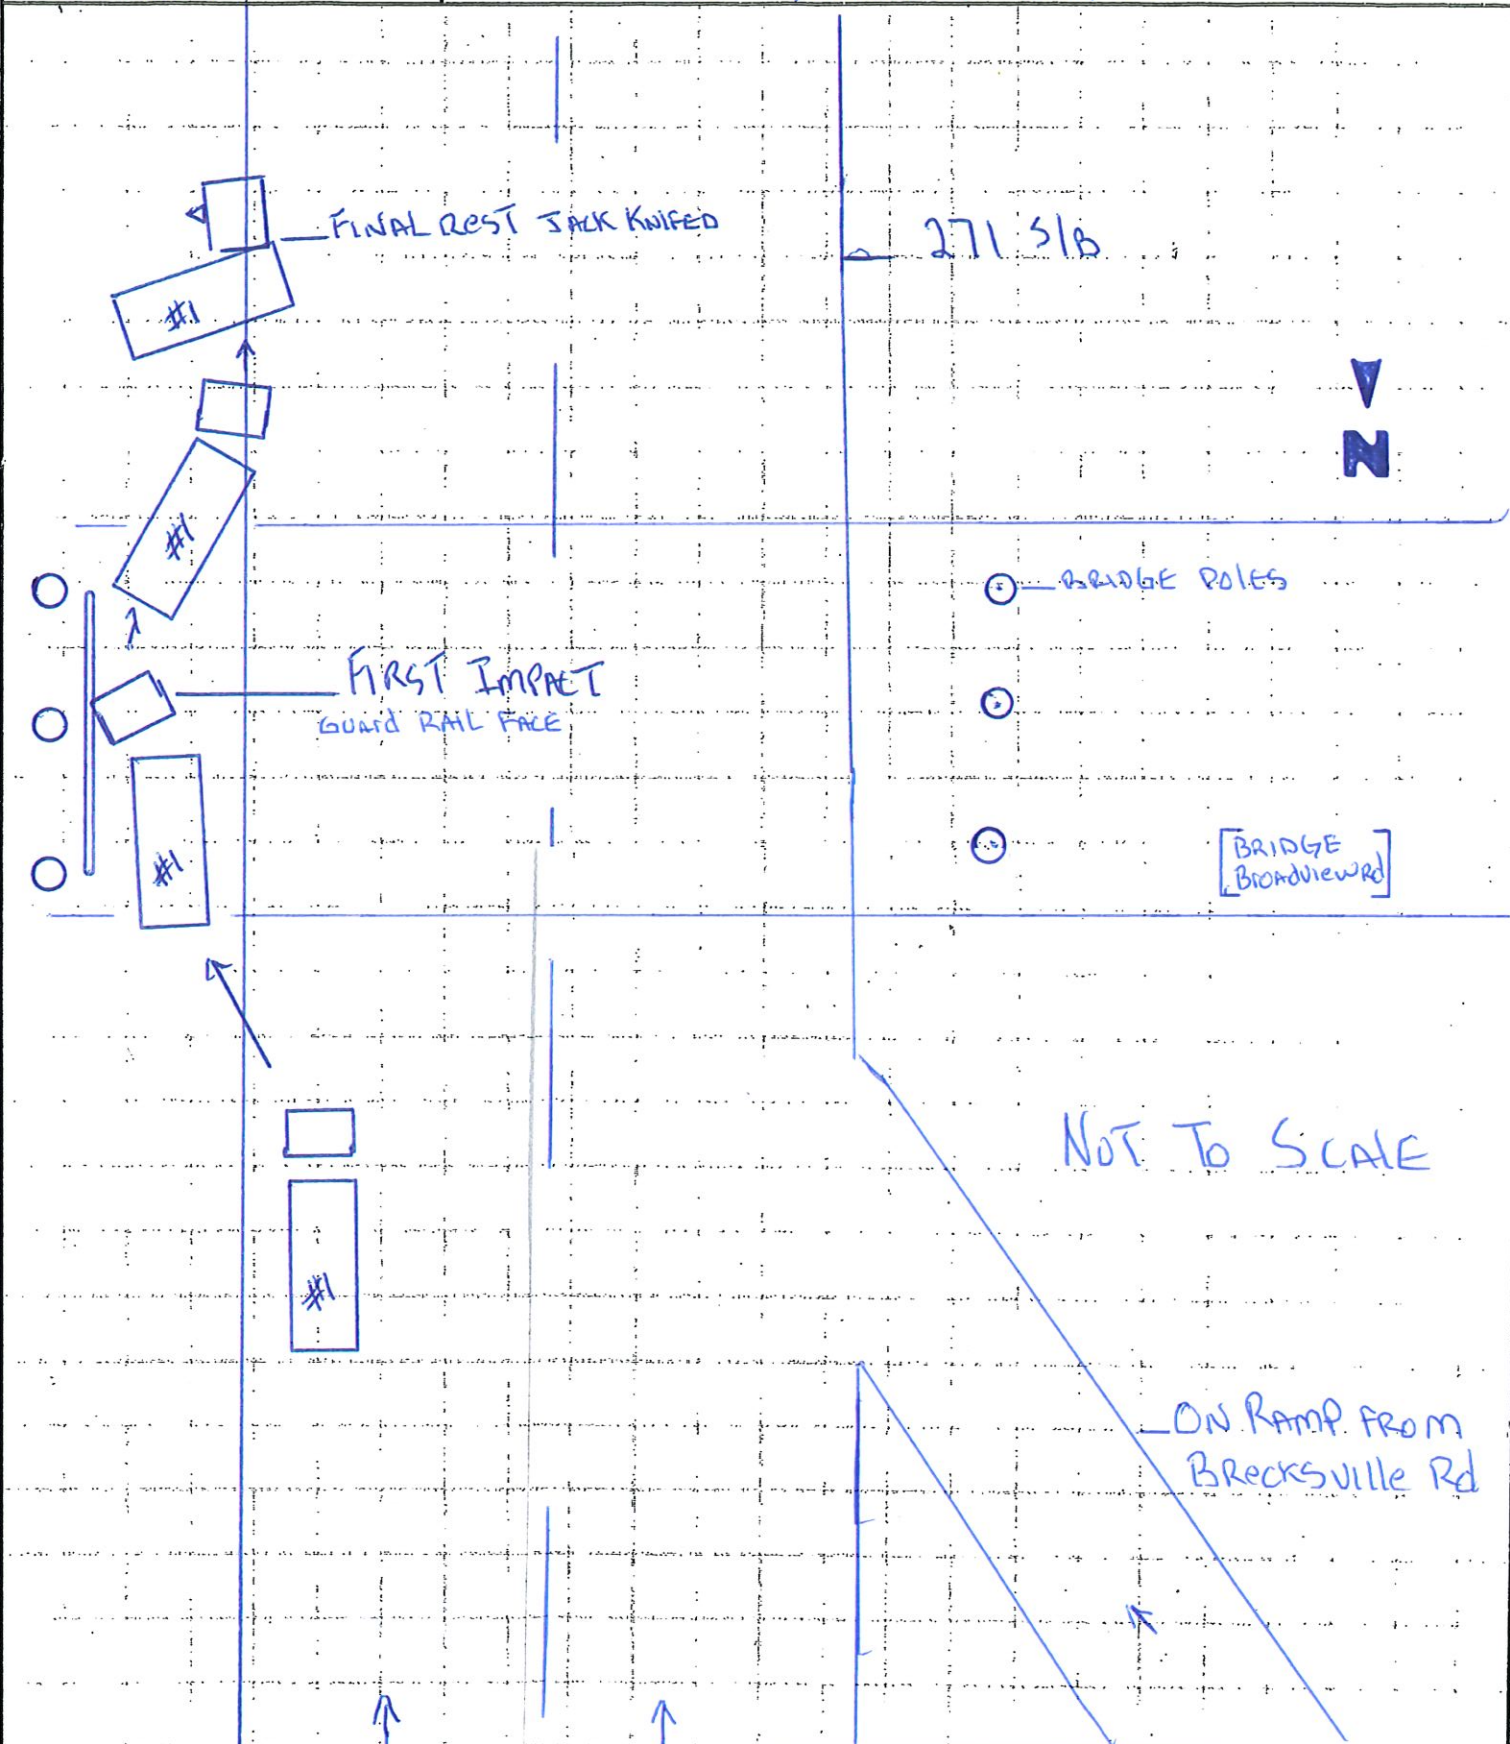 FINAL REST JACK KNIFED
271 S/B
#1
N
#1
BRIDGE POLES
FIRST IMPACT
GUARD RAIL FACE
#1
BRIDGE
BROADVIEW Rd
NOT TO SCALE
#1
ON RAMP FROM
BRECKSVILLE Rd